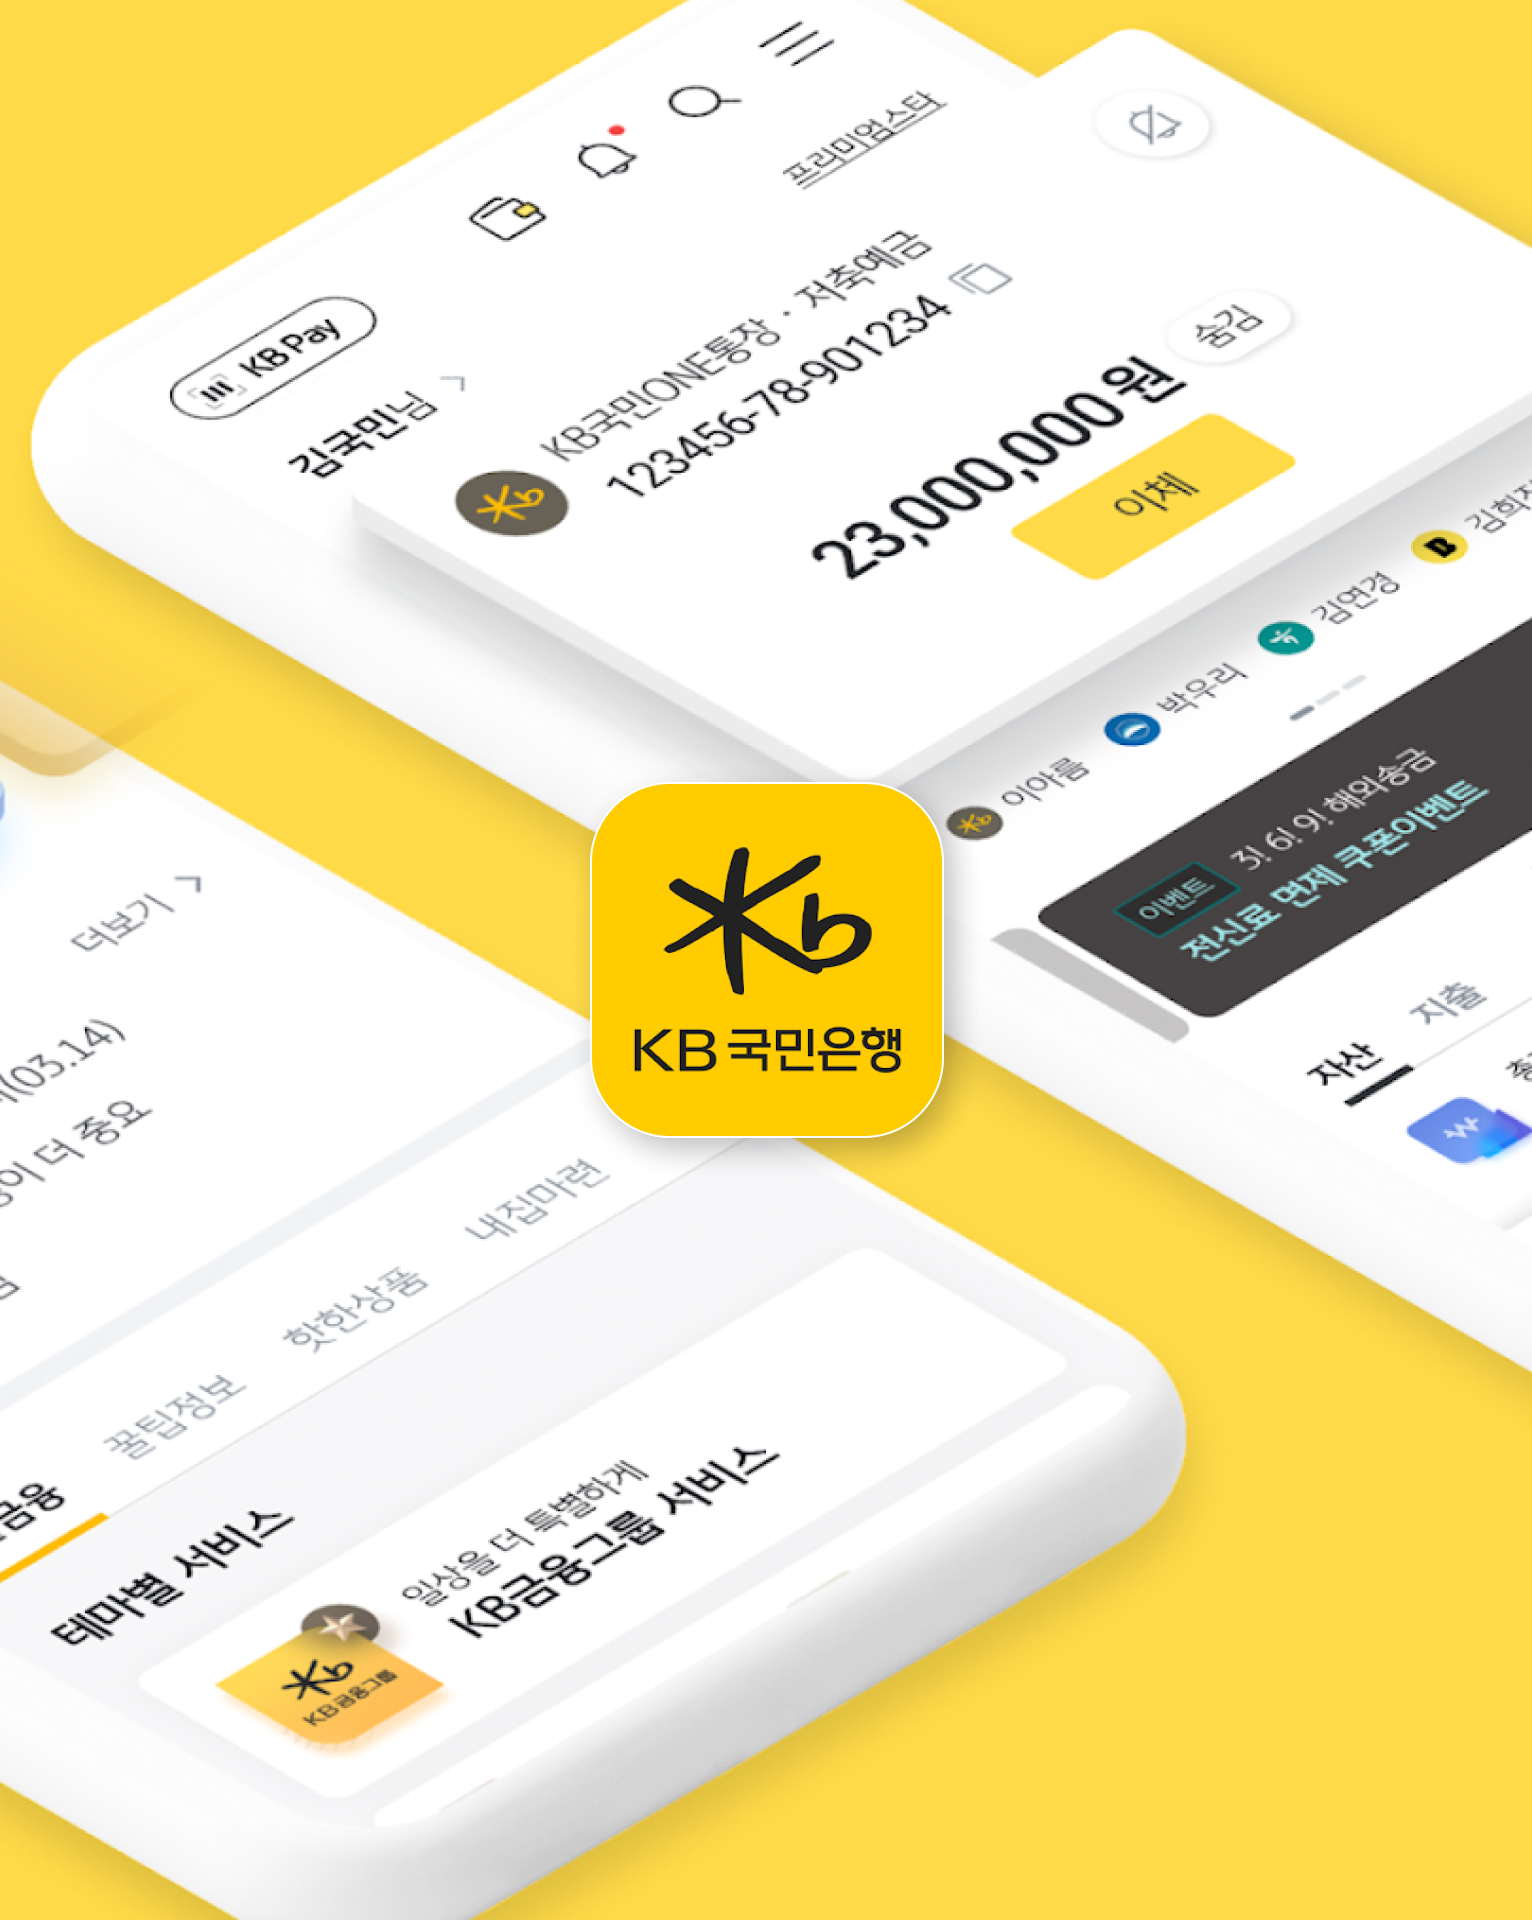 KB Pay
김국민님
프리미엄스타
KB국민ONE통장 · 저축예금
123456-78-901234
23,000,000원
숨김
이체
이아름
박우리
김연경
이벤트
3! 6! 9! 해외송금
전신료 면제 쿠폰이벤트
자산
지출
KB 국민은행
더보기
(03.14)
이 더 중요
금융
꿀팁정보
핫한상품
내집마련
테마별 서비스
일상을 더 특별하게
KB금융그룹 서비스
KB금융그룹